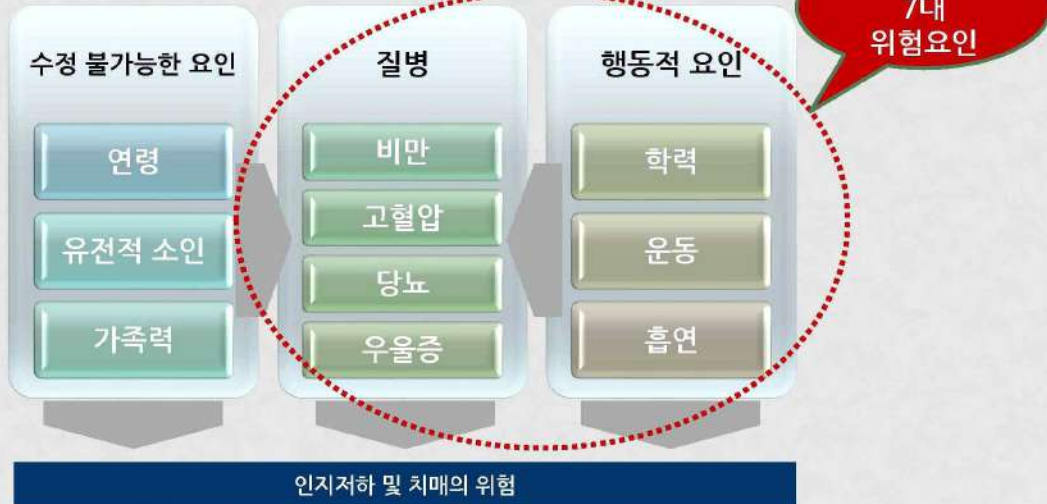 7대
위험요인
수정 불가능한 요인
연령
유전적 소인
가족력
질병
비만
고혈압
당뇨
우울증
행동적 요인
학력
운동
흡연
인지저하 및 치매의 위험